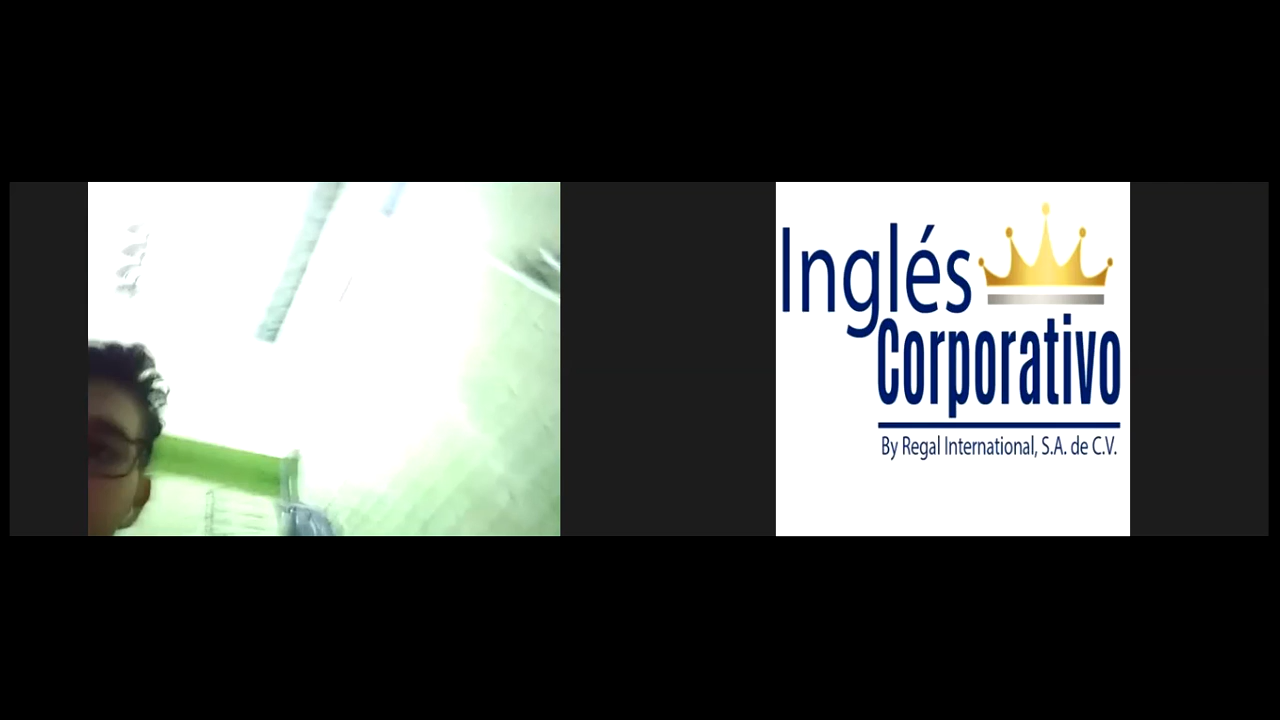 Inglés
Corporativo
By Regal International, S.A. de C.V.